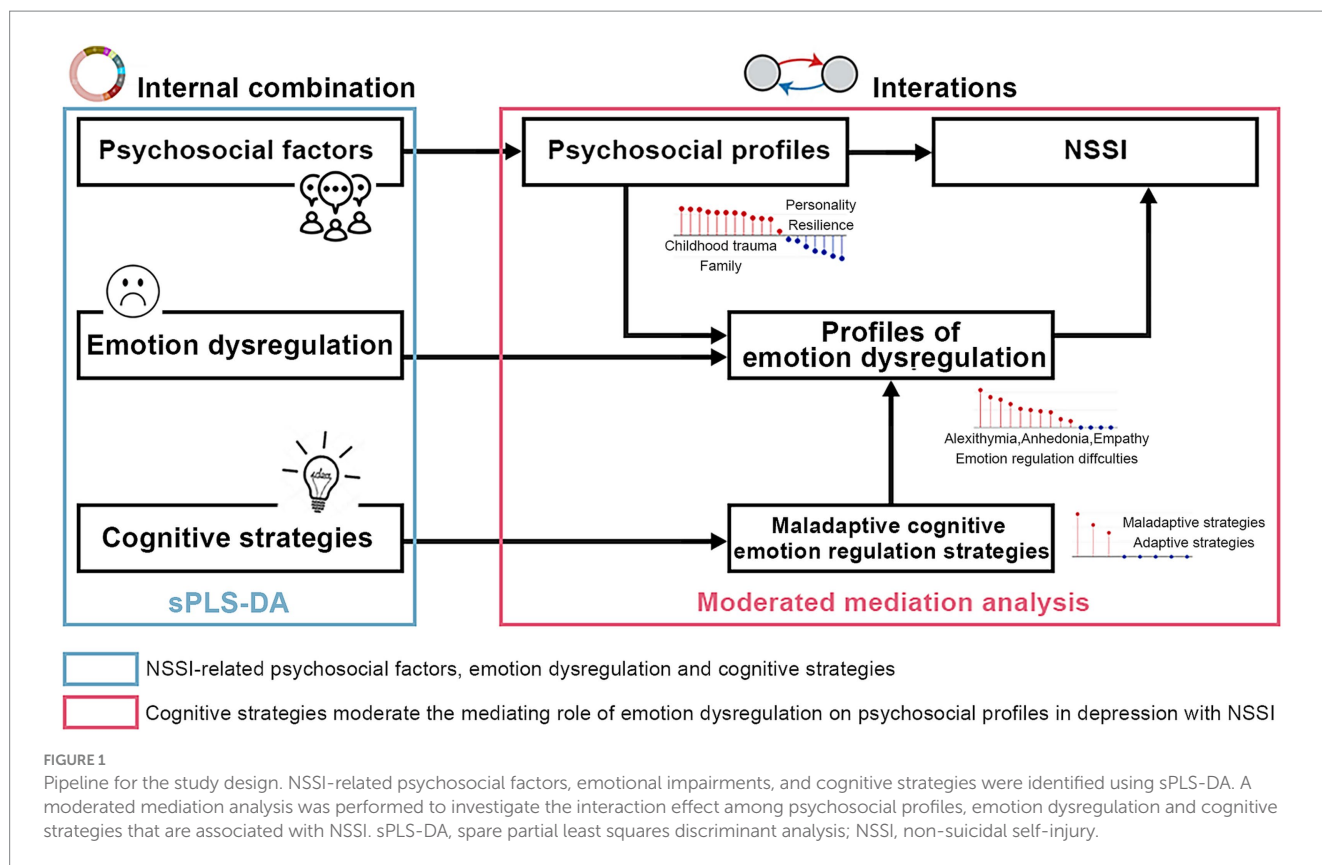 Internal combination
Interations
Psychosocial factors
Psychosocial profiles
NSSI
Personality
Resilience
Childhood trauma
Family
Emotion dysregulation
Profiles of
emotion dysregulation
Alexithymia,Anhedonia,Empathy
Emotion regulation diffculties
idea
Cognitive strategies
Maladaptive cognitive
emotion regulation strategies
Maladaptive strategies
Adaptive strategies
sPLS-DA
Moderated mediation analysis
NSSI-related psychosocial factors, emotion dysregulation and cognitive strategies
Cognitive strategies moderate the mediating role of emotion dysregulation on psychosocial profiles in depression with NSSI
FIGURE 1
Pipeline for the study design. NSSI-related psychosocial factors, emotional impairments, and cognitive strategies were identified using sPLS-DA. A
moderated mediation analysis was performed to investigate the interaction effect among psychosocial profiles, emotion dysregulation and cognitive
strategies that are associated with NSSI. sPLS-DA, spare partial least squares discriminant analysis; NSSI, non-suicidal self-injury.